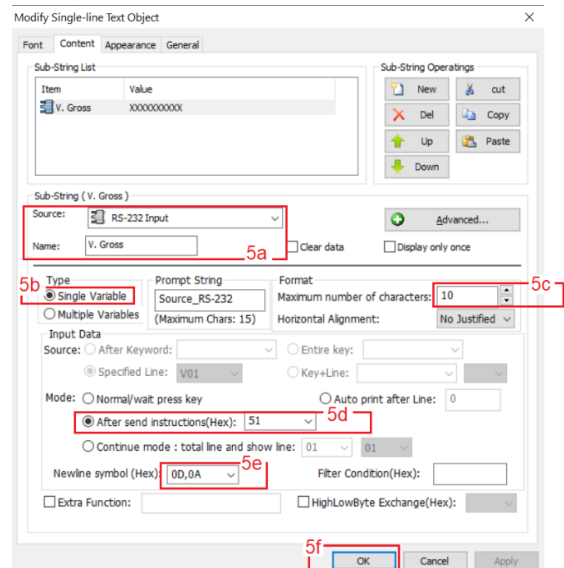 Modify Single-line Text Object
Font Content Appearance General
Sub-String List
Item Value
V. Gross XXXXXXXXXX
Sub-String Operatings
New cut
Del Copy
Up Paste
Down
Sub-String ( V. Gross )
Source: RS-232 Input
Advanced...
Name: V. Gross
5a
Clear data
Display only once
5b
Type
Single Variable
Multiple Variables
Prompt String
Source_RS-232
(Maximum Chars: 15)
Format
Maximum number of characters: 10
5c
Horizontal Alignment: No Justified
Input Data
Source: After Keyword: Entire key:
Specified Line: V01 Key+Line:
Mode: Normal/wait press key Auto print after Line: 0
After send instructions(Hex): 51
5d
Continue mode : total line and show line: 01 01
5e
Newline symbol (Hex): 0D,0A
Filter Condition(Hex):
Extra Function:
HighLowByte Exchange(Hex):
5f
OK Cancel Apply